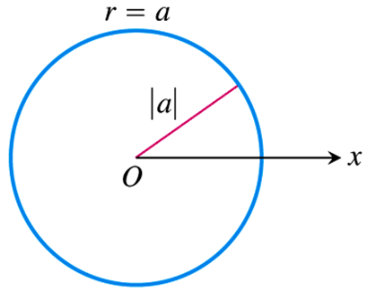 r = a
|a|
O
x